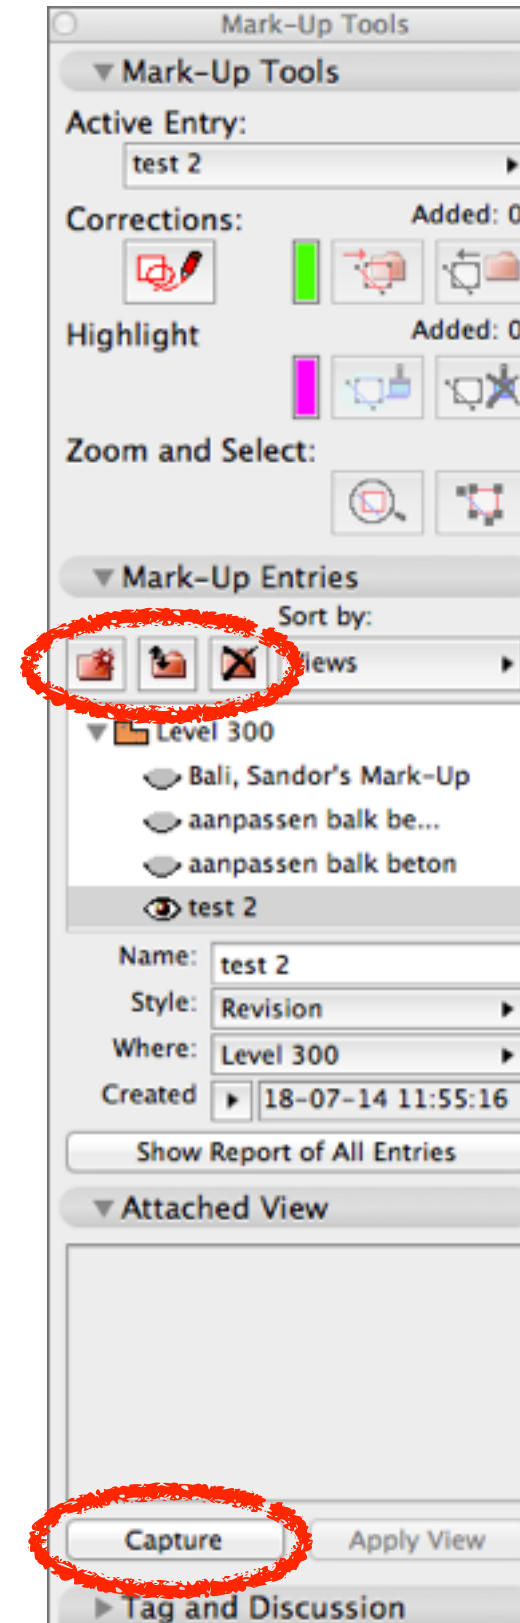 Mark-Up Tools
Mark-Up Tools
Active Entry:
test 2
Corrections: Added: 0
Highlight Added: 0
Zoom and Select:
Mark-Up Entries
Sort by:
iews
Level 300
Bali, Sandor's Mark-Up
aanpassen balk be...
aanpassen balk beton
test 2
Name: test 2
Style: Revision
Where: Level 300
Created 18-07-14 11:55:16
Show Report of All Entries
Attached View
Capture Apply View
Tag and Discussion